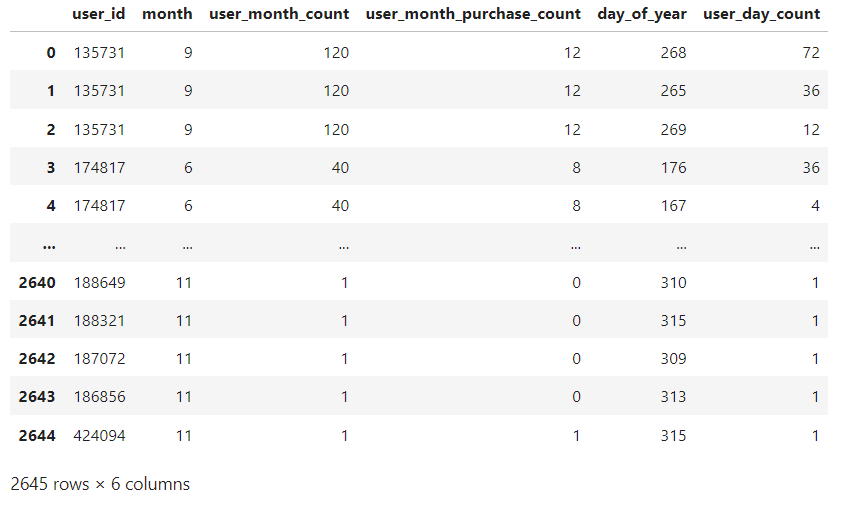 user_id month user_month_count user_month_purchase_count day_of_year user_day_count
0 135731 9 120 12 268 72
1 135731 9 120 12 265 36
2 135731 9 120 12 269 12
3 174817 6 40 8 176 36
4 174817 6 40 8 167 4
... ... ... ... ... ... ...
2640 188649 11 1 0 310 1
2641 188321 11 1 0 315 1
2642 187072 11 1 0 309 1
2643 186856 11 1 0 313 1
2644 424094 11 1 1 315 1
2645 rows × 6 columns